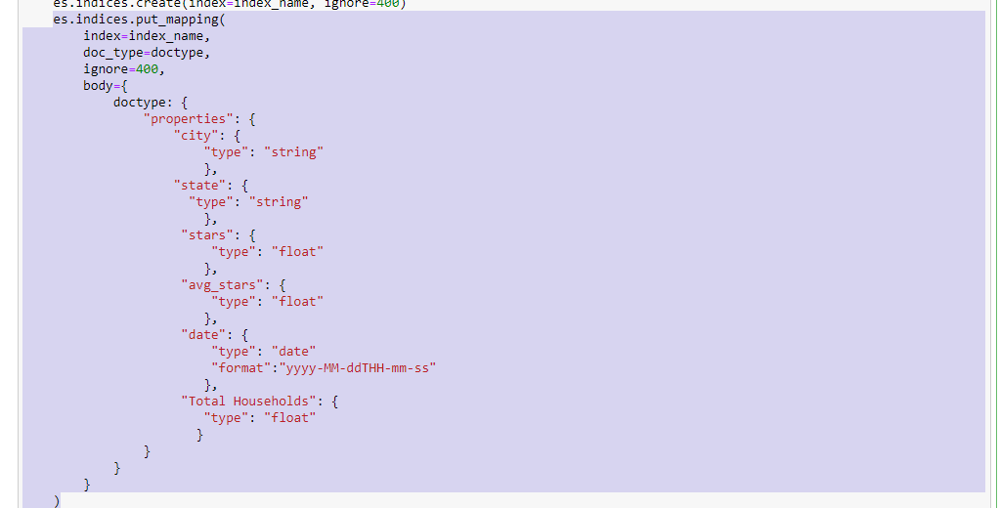 es.indices.create(index=index_name, ignore=400)
es.indices.put_mapping(
index=index_name,
doc_type=doctype,
ignore=400,
body={
doctype: {
"properties": {
"city": {
"type": "string"
},
"state": {
"type": "string"
},
"stars": {
"type": "float"
},
"avg_stars": {
"type": "float"
},
"date": {
"type": "date"
"format":"yyyy-MM-ddTHH-mm-ss"
},
"Total Households": {
"type": "float"
}
}
}
}
)